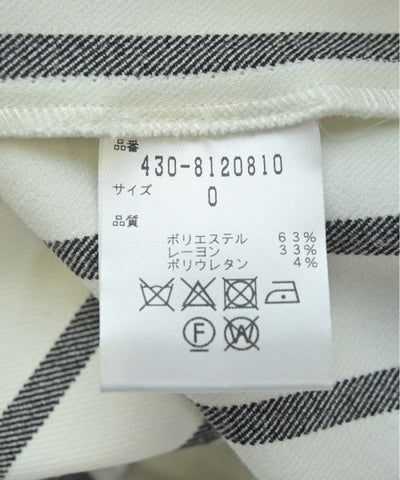 品番
430-8120810
サイズ
0
品質
ポリエステル 63%
レーヨン 33%
ポリウレタン 4%
F W